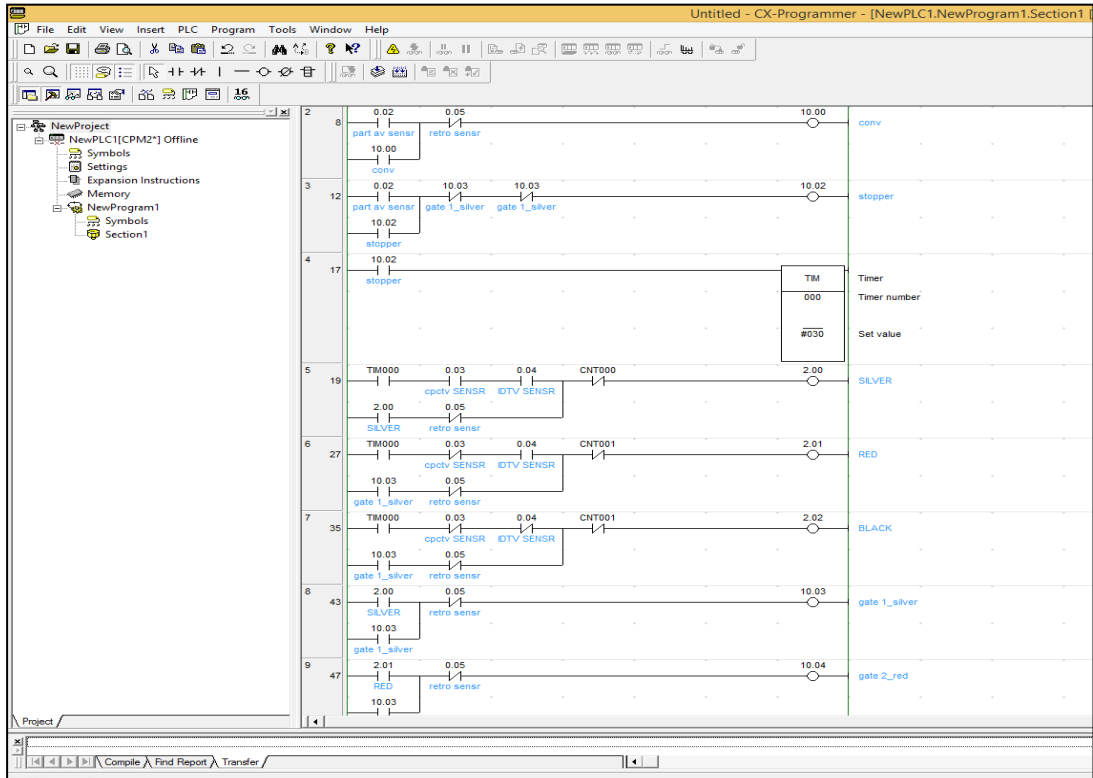 Untitled - CX-Programmer - [NewPLC1.NewProgram1.Section1 [
File Edit View Insert PLC Program Tools Window Help
16
NewProject
NewPLC1[CPM2*] Offline
Symbols
Settings
Expansion Instructions
Memory
NewProgram1
Symbols
Section1
Project
2
8
0.02 0.05 10.00
part av sensr retro sensr conv
10.00
conv
3
12
0.02 10.03 10.03 10.02
part av sensr gate 1_silver gate 1_silver stopper
10.02
stopper
4
17
10.02
stopper
TIM Timer
000 Timer number
#030 Set value
5
19
TIM000 0.03 0.04 CNT000 2.00
cpctv SENSR IDTV SENSR SILVER
2.00 0.05
SILVER retro sensr
6
27
TIM000 0.03 0.04 CNT001 2.01
cpctv SENSR IDTV SENSR RED
10.03 0.05
gate 1_silver retro sensr
7
35
TIM000 0.03 0.04 CNT001 2.02
cpctv SENSR IDTV SENSR BLACK
10.03 0.05
gate 1_silver retro sensr
8
43
2.00 0.05 10.03
SILVER retro sensr gate 1_silver
10.03
gate 1_silver
9
47
2.01 0.05 10.04
RED retro sensr gate 2_red
10.03
Compile Find Report Transfer